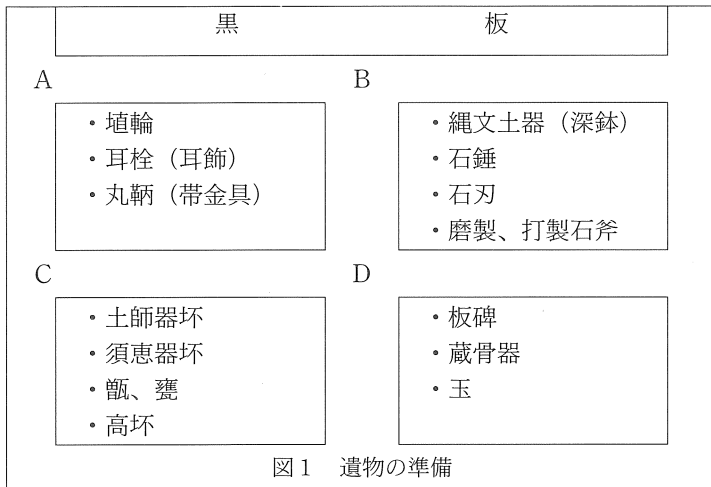 黒 板
A
・埴輪
・耳栓（耳飾）
・丸鞆（帯金具）
B
・縄文土器（深鉢）
・石錘
・石刃
・磨製、打製石斧
C
・土師器坏
・須恵器坏
・甑、甕
・高坏
D
・板碑
・蔵骨器
・玉
図１　遺物の準備